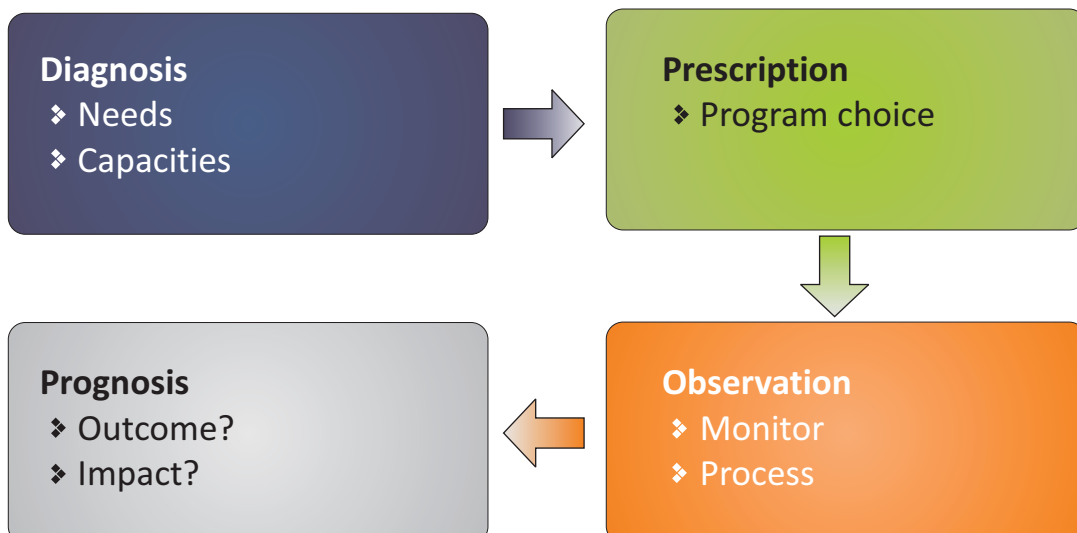 Diagnosis
❖ Needs
❖ Capacities
Prescription
❖ Program choice
Observation
❖ Monitor
❖ Process
Prognosis
❖ Outcome?
❖ Impact?